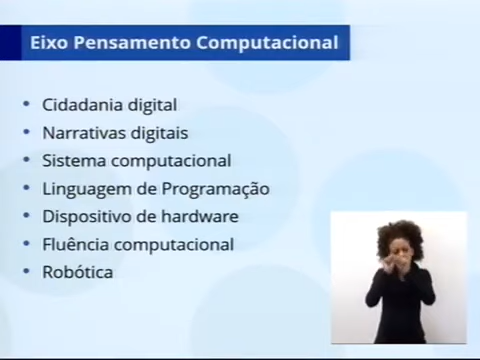 Eixo Pensamento Computacional
• Cidadania digital
• Narrativas digitais
• Sistema computacional
• Linguagem de Programação
• Dispositivo de hardware
• Fluência computacional
• Robótica